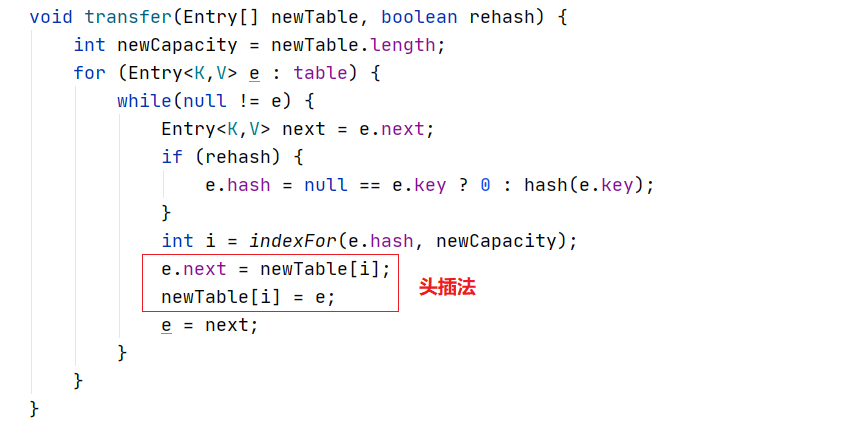 void transfer(Entry[] newTable, boolean rehash) {
    int newCapacity = newTable.length;
    for (Entry<K,V> e : table) {
        while(null != e) {
            Entry<K,V> next = e.next;
            if (rehash) {
                e.hash = null == e.key ? 0 : hash(e.key);
            }
            int i = indexFor(e.hash, newCapacity);
            e.next = newTable[i];
            newTable[i] = e;
头插法
            e = next;
        }
    }
}